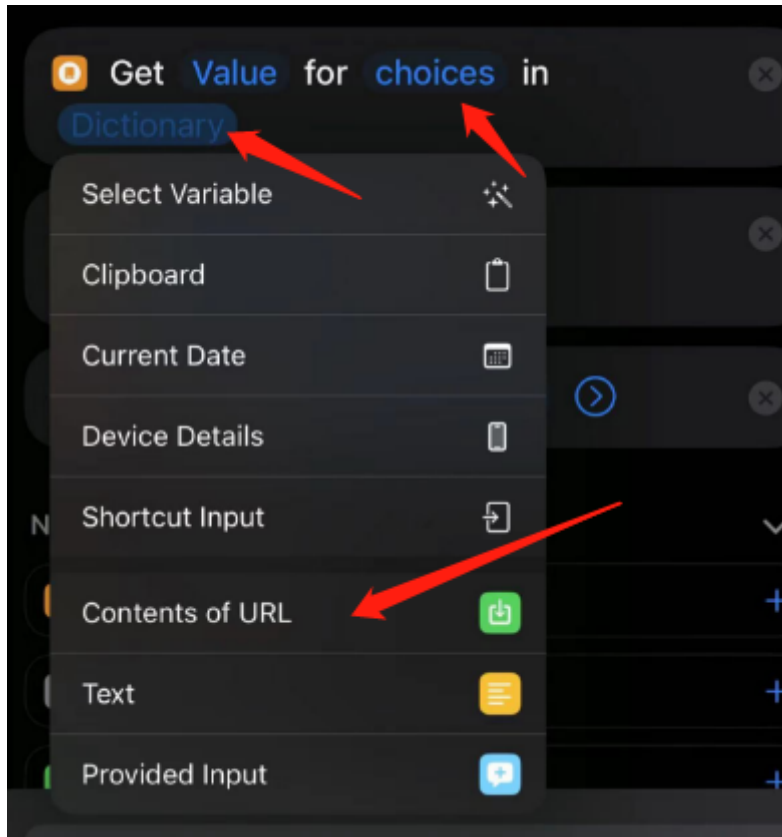 Get Value for choices in
Dictionary
Select Variable
Clipboard
Current Date
Device Details
Shortcut Input
N
Contents of URL
Text
Provided Input